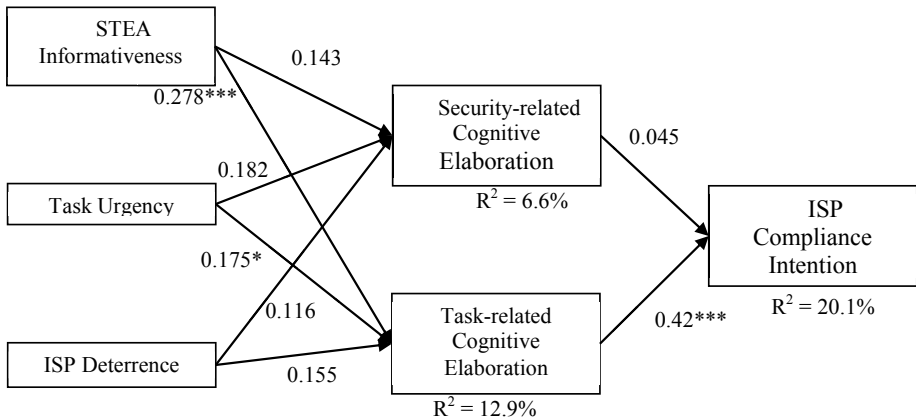 STEA
Informativeness
0.143
0.278***
Security-related
Cognitive
Elaboration
0.045
0.182
R² = 6.6%
Task Urgency
ISP
Compliance
Intention
0.175*
0.116
R² = 20.1%
Task-related
Cognitive
Elaboration
0.42***
ISP Deterrence
0.155
R² = 12.9%